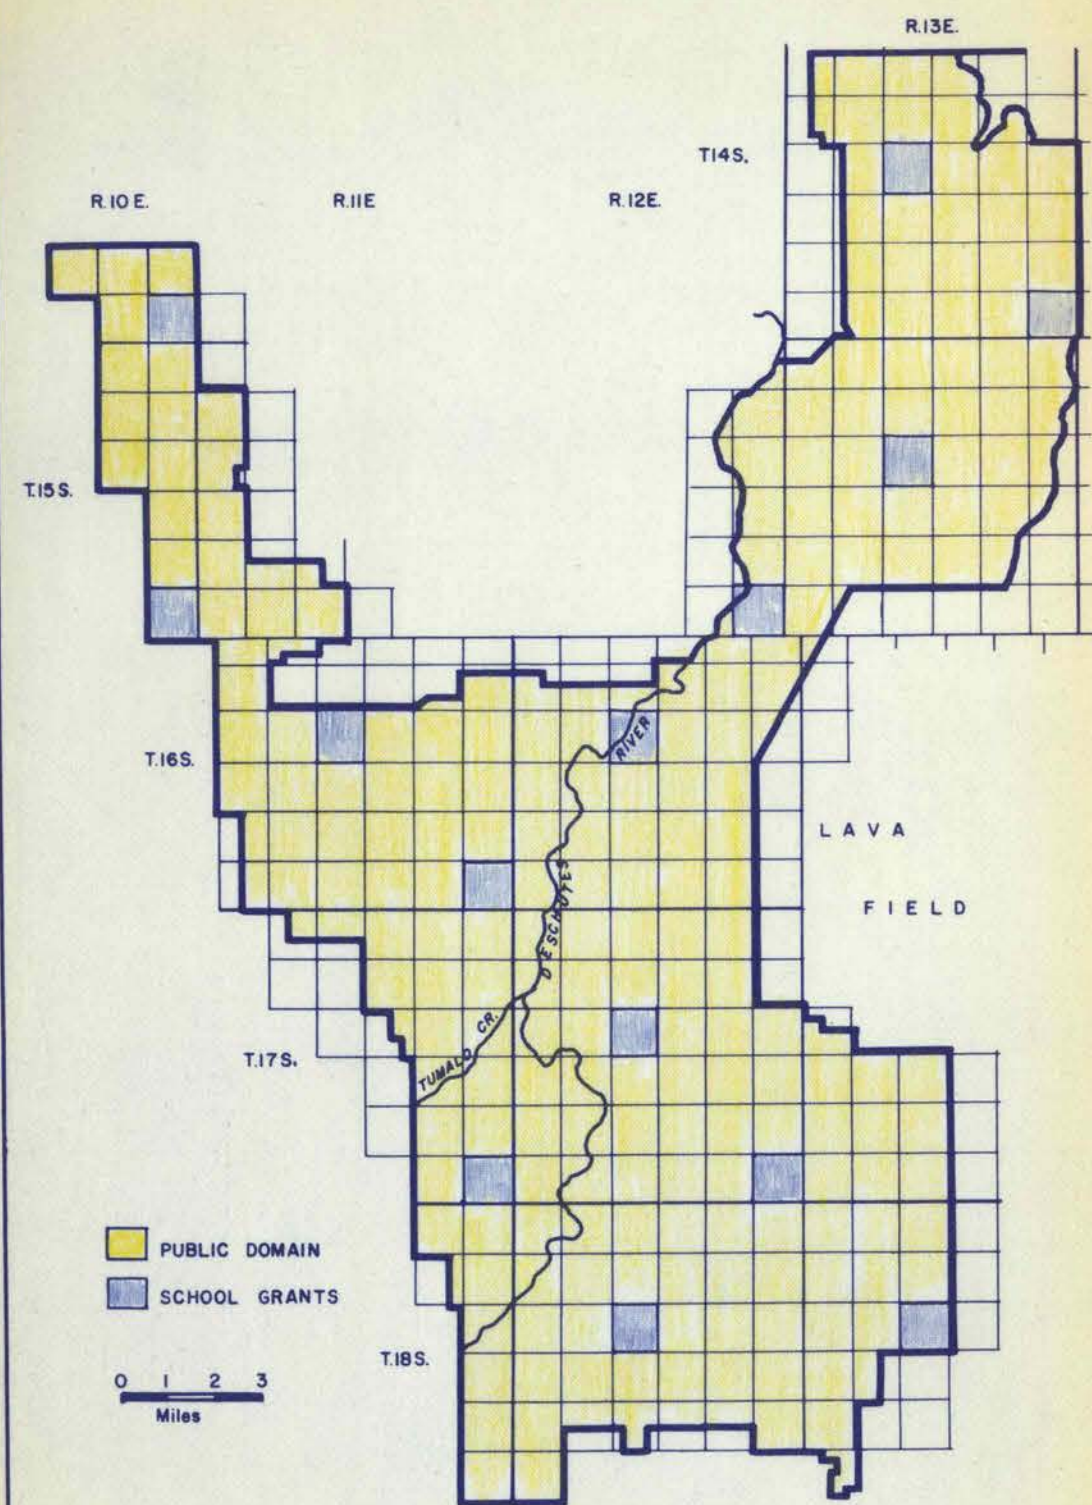 R.13E.
T14S.
R.10E.
R.11E
R.12E.
T.15S.
RIVER
T.16S.
LAVA
FIELD
DESCHUTES
TUMALO CR.
T.17S.
PUBLIC DOMAIN
SCHOOL GRANTS
T.18S.
0 1 2 3
Miles